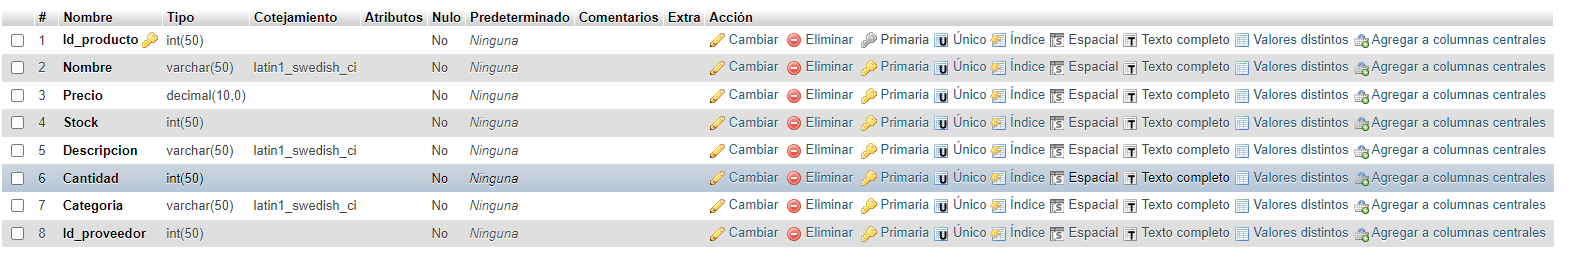 # Nombre Tipo Cotejamiento Atributos Nulo Predeterminado Comentarios Extra Acción
1 Id_producto int(50) No Ninguna Cambiar Eliminar Primaria Único Índice Espacial Texto completo Valores distintos Agregar a columnas centrales
2 Nombre varchar(50) latin1_swedish_ci No Ninguna Cambiar Eliminar Primaria Único Índice Espacial Texto completo Valores distintos Agregar a columnas centrales
3 Precio decimal(10,0) No Ninguna Cambiar Eliminar Primaria Único Índice Espacial Texto completo Valores distintos Agregar a columnas centrales
4 Stock int(50) No Ninguna Cambiar Eliminar Primaria Único Índice Espacial Texto completo Valores distintos Agregar a columnas centrales
5 Descripcion varchar(50) latin1_swedish_ci No Ninguna Cambiar Eliminar Primaria Único Índice Espacial Texto completo Valores distintos Agregar a columnas centrales
6 Cantidad int(50) No Ninguna Cambiar Eliminar Primaria Único Índice Espacial Texto completo Valores distintos Agregar a columnas centrales
7 Categoria varchar(50) latin1_swedish_ci No Ninguna Cambiar Eliminar Primaria Único Índice Espacial Texto completo Valores distintos Agregar a columnas centrales
8 Id_proveedor int(50) No Ninguna Cambiar Eliminar Primaria Único Índice Espacial Texto completo Valores distintos Agregar a columnas centrales